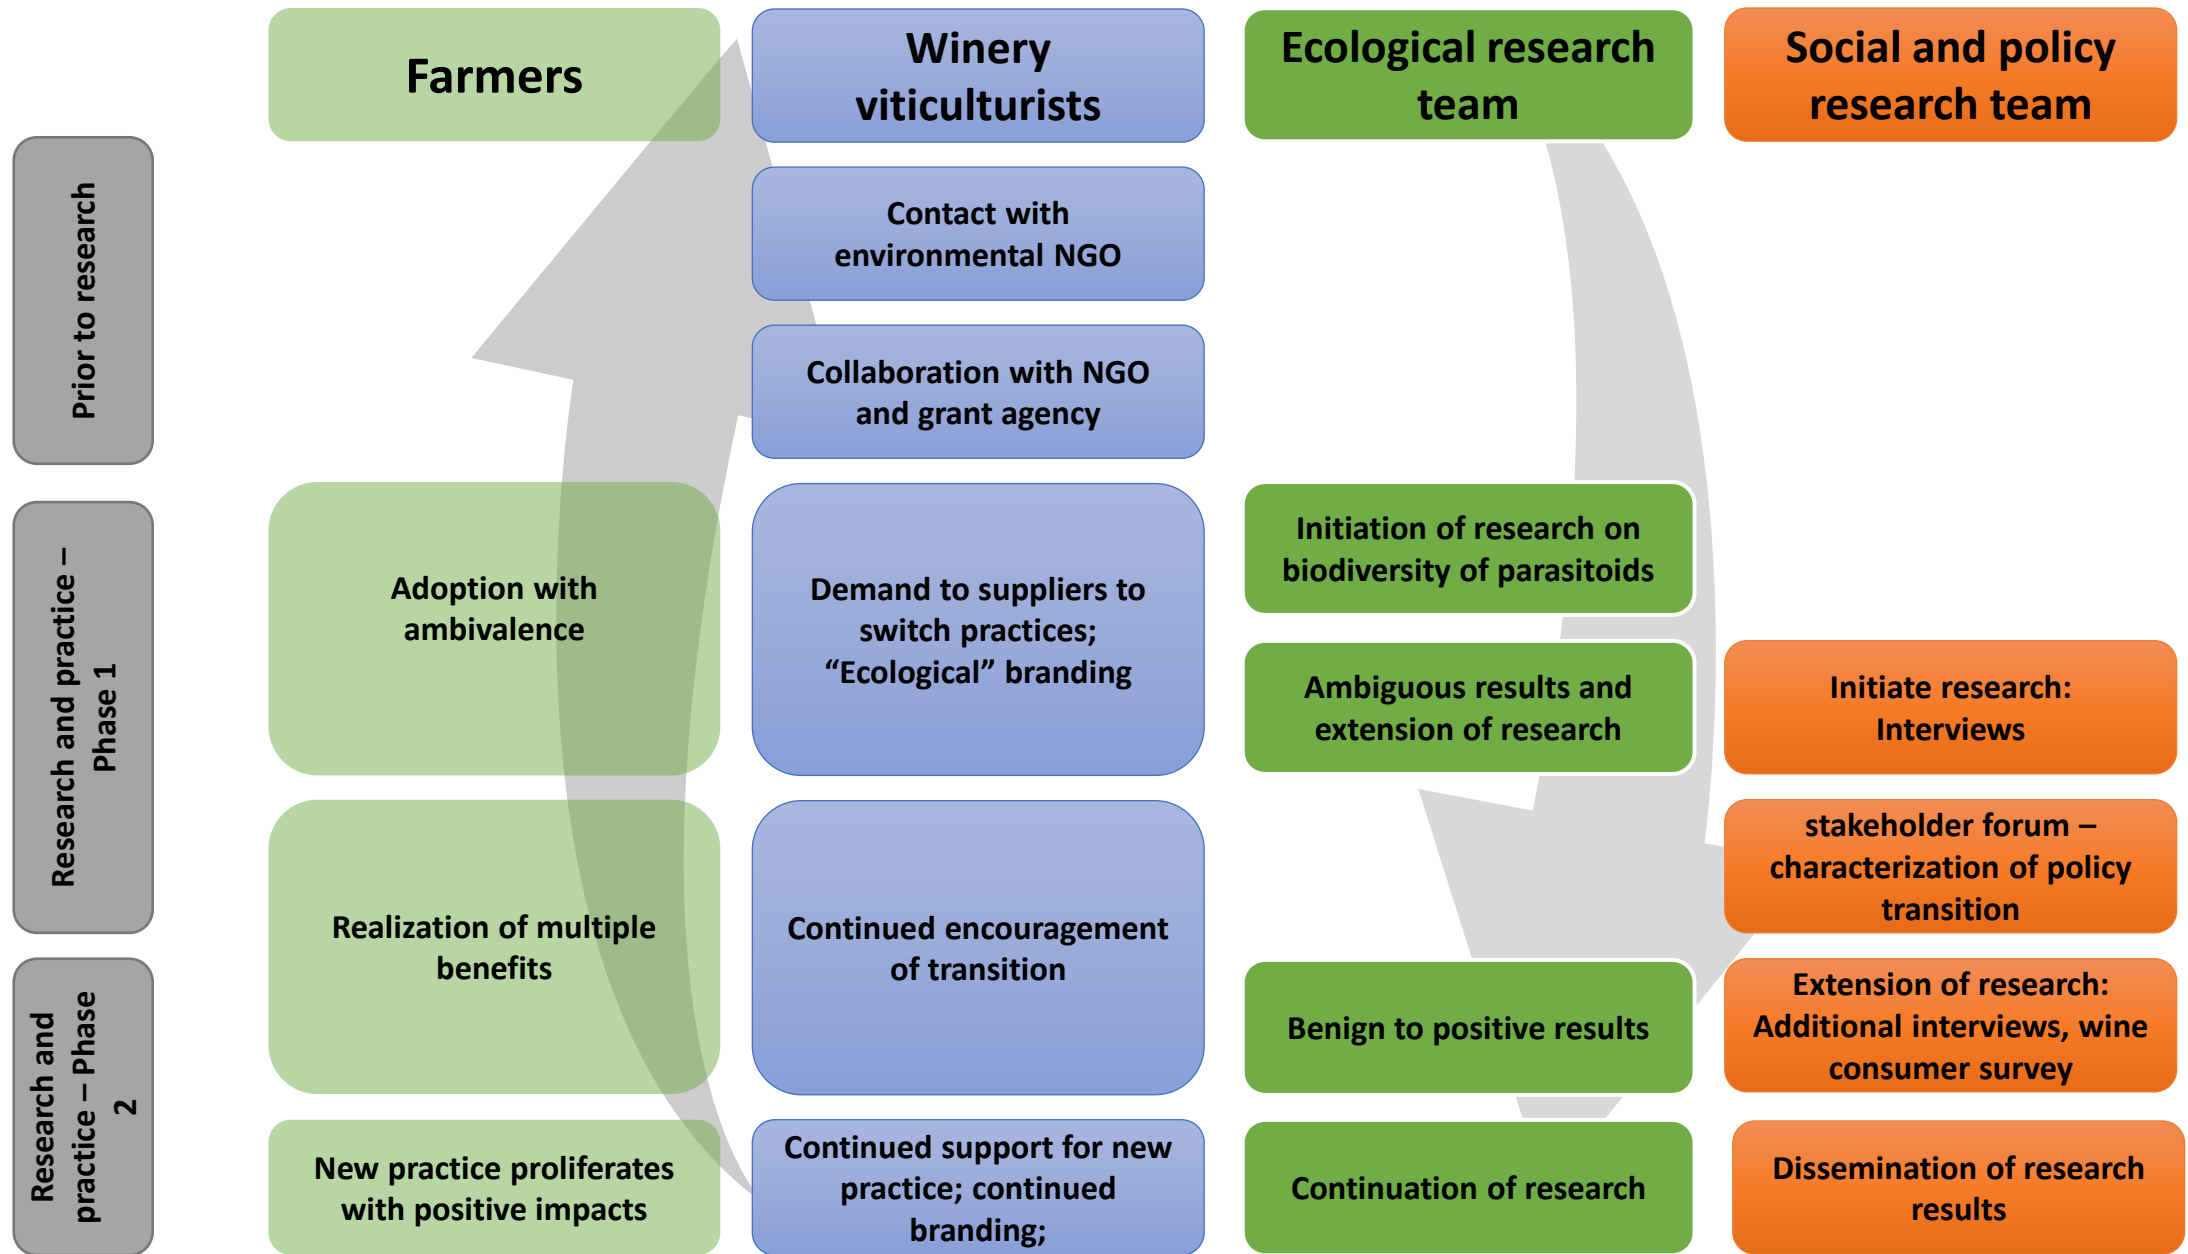 Farmers
Winery
viticulturists
Ecological research
team
Social and policy
research team
Prior to research
Contact with
environmental NGO
Collaboration with NGO
and grant agency
Research and practice –
Phase 1
Adoption with
ambivalence
Demand to suppliers to
switch practices;
“Ecological” branding
Initiation of research on
biodiversity of parasitoids
Ambiguous results and
extension of research
Initiate research:
Interviews
stakeholder forum –
characterization of policy
transition
Realization of multiple
benefits
Continued encouragement
of transition
Research and
practice – Phase
2
Benign to positive results
Extension of research:
Additional interviews, wine
consumer survey
New practice proliferates
with positive impacts
Continued support for new
practice; continued
branding;
Continuation of research
Dissemination of research
results